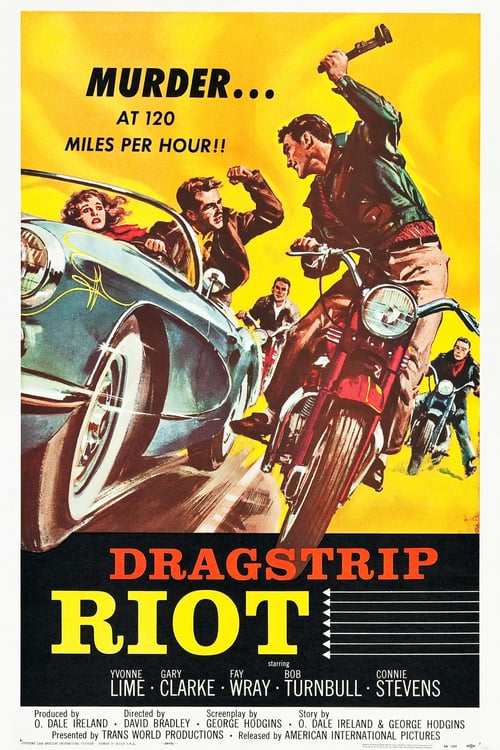 MURDER...
AT 120
MILES PER HOUR!!
DRAGSTRIP
RIOT
starring
YVONNE LIME · GARY CLARKE · FAY WRAY · BOB TURNBULL · CONNIE STEVENS
Produced by O. DALE IRELAND · Directed by DAVID BRADLEY · Screenplay by GEORGE HODGINS · Story by O. DALE IRELAND & GEORGE HODGINS
Presented by TRANS WORLD PRODUCTIONS · Released by AMERICAN INTERNATIONAL PICTURES